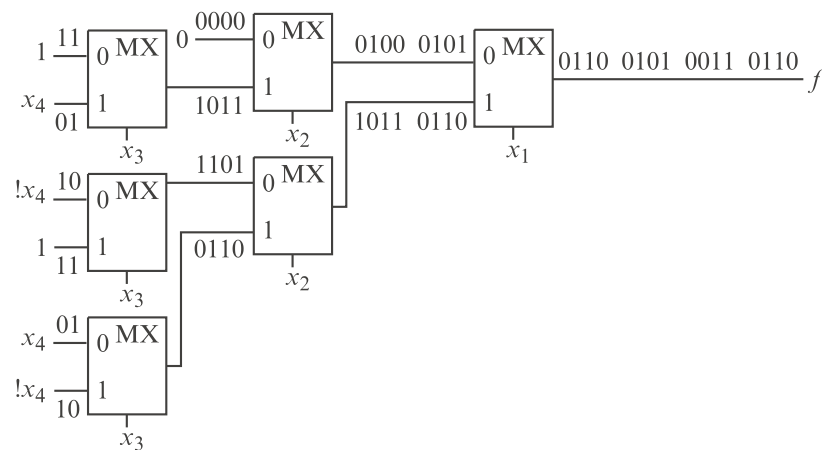 1 11 0 MX
x4 01 1
x3
0 0000 0 MX
1011 1
x2
0100 0101 0 MX
1011 0110 1
x1
0110 0101 0011 0110 f
!x4 10 0 MX
1 11 1
x3
1101 0 MX
0110 1
x2
x4 01 0 MX
!x4 10 1
x3